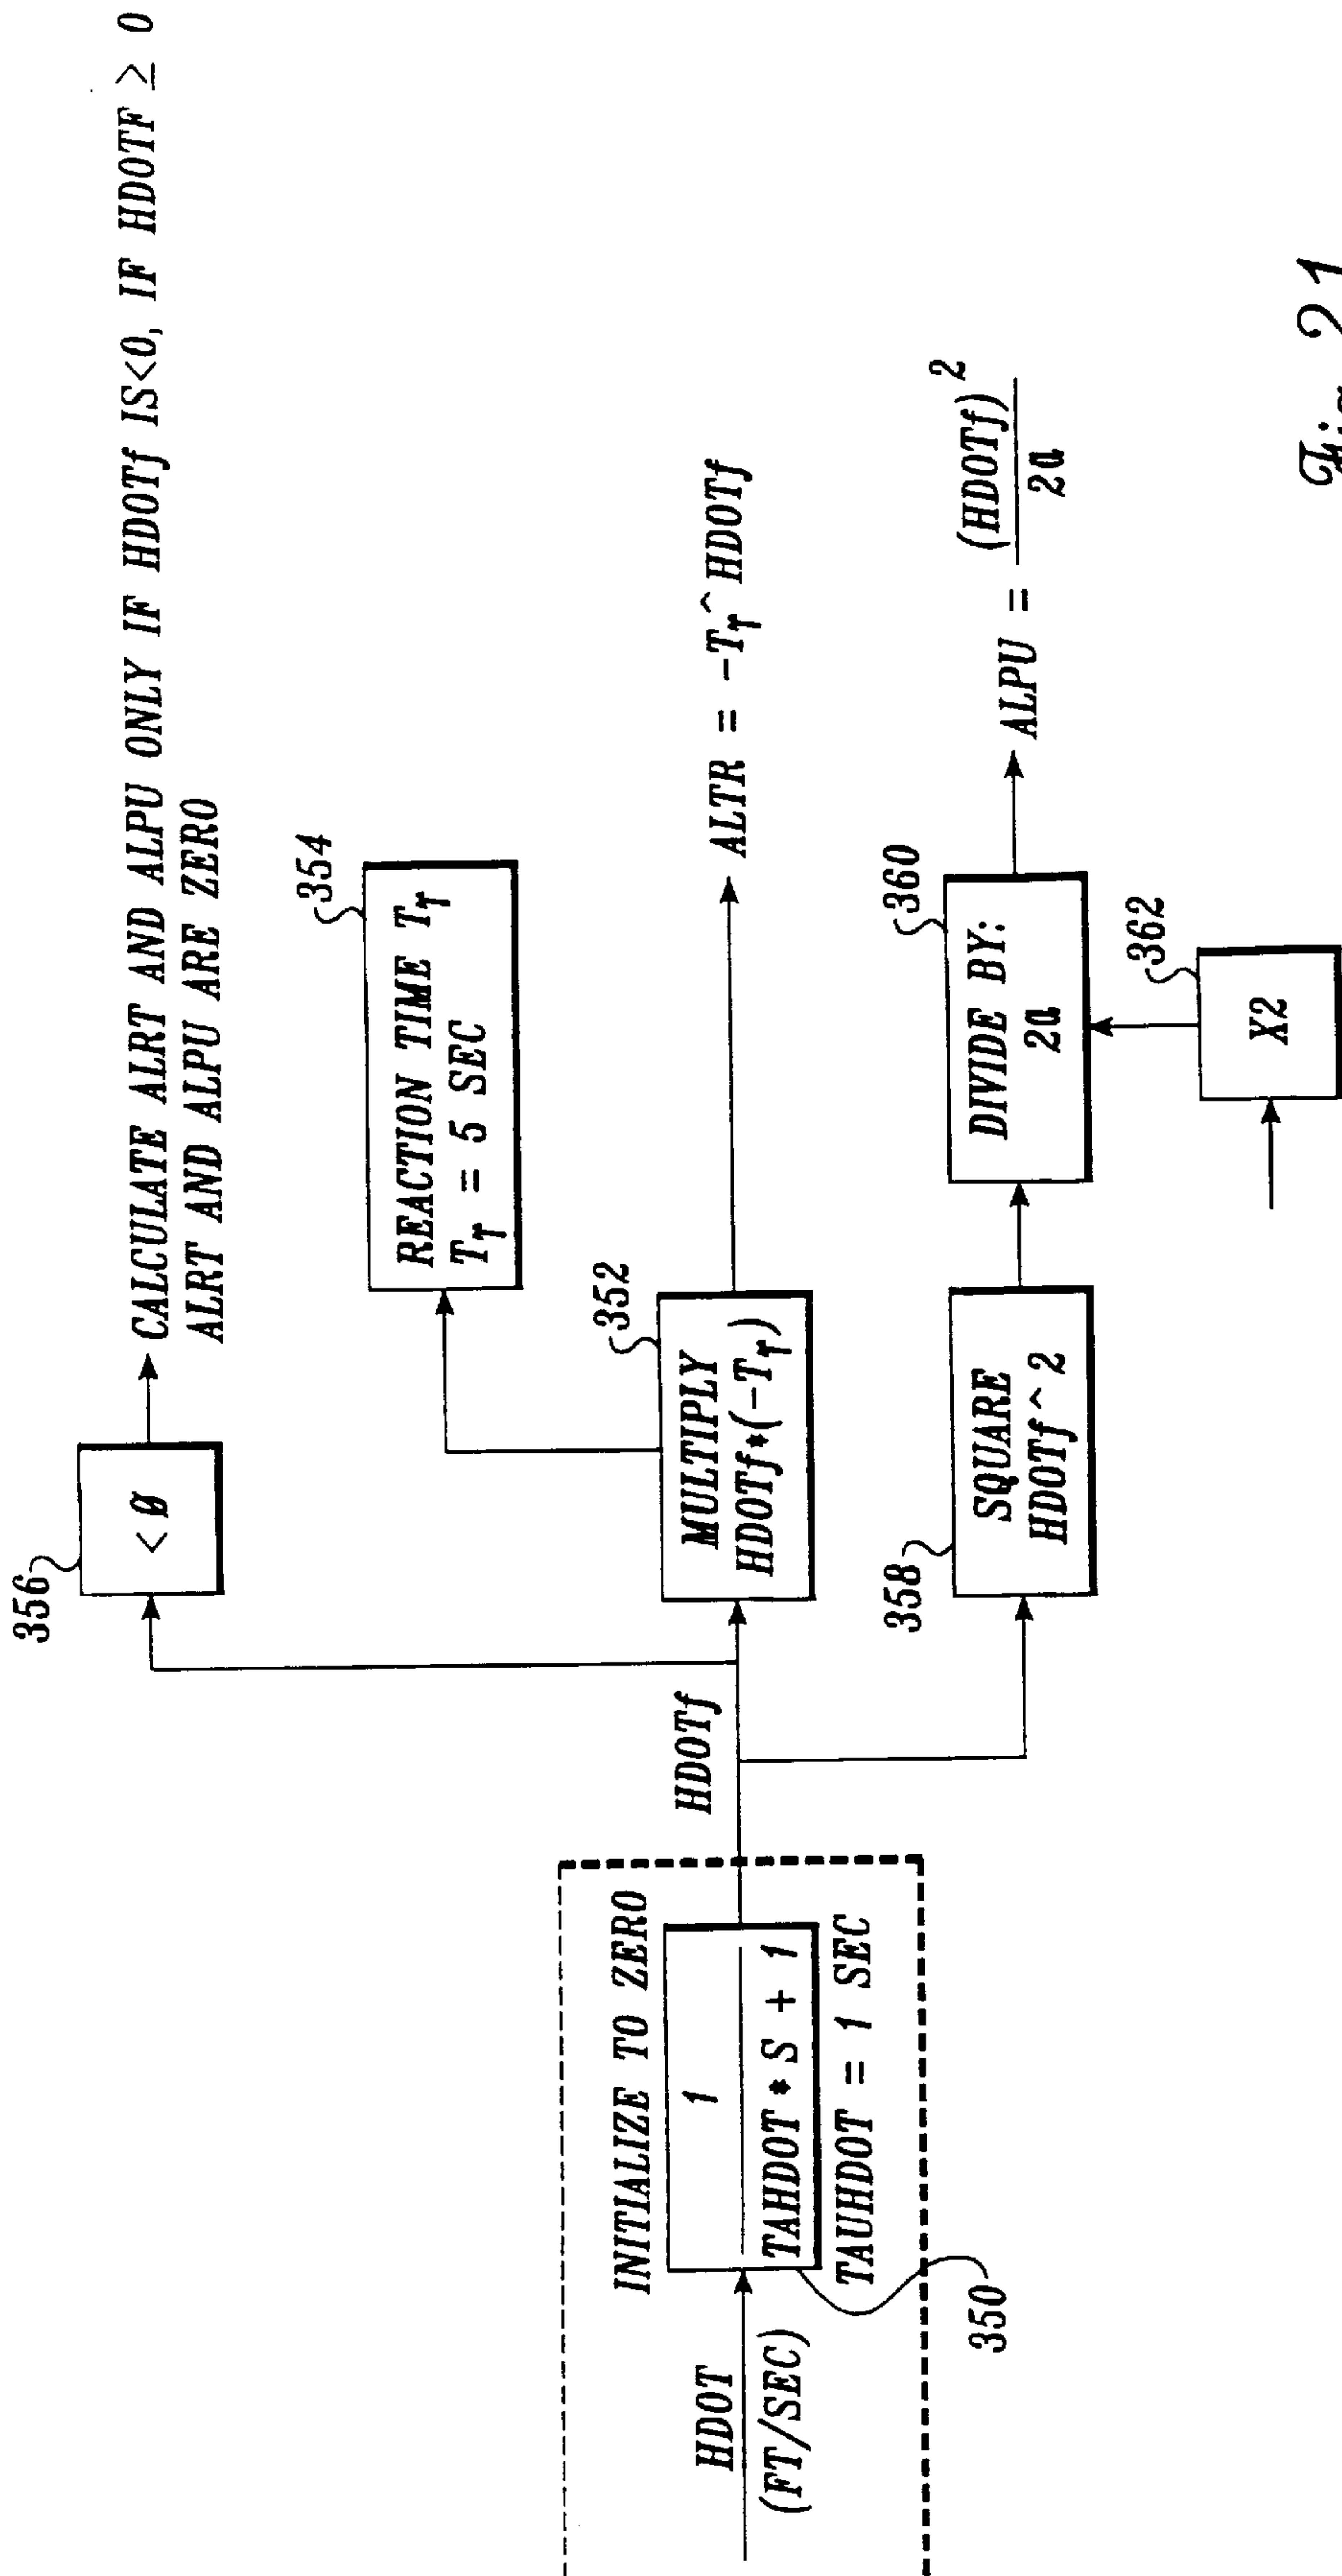 356
< 0
CALCULATE ALRT AND ALPU ONLY IF HDOTf IS<0, IF HDOTF ≥ 0
ALRT AND ALPU ARE ZERO
354
REACTION TIME Tr
Tr = 5 SEC
INITIALIZE TO ZERO
HDOT
(FT/SEC)
1
TAHDOT * S + 1
TAUHDOT = 1 SEC
350
HDOTf
352
MULTIPLY
HDOTf*(-Tr)
ALTR = -Tr^HDOTf
358
SQUARE
HDOTf^2
360
DIVIDE BY:
2a
ALPU = (HDOTf)2
2a
362
X2
Fig. 21